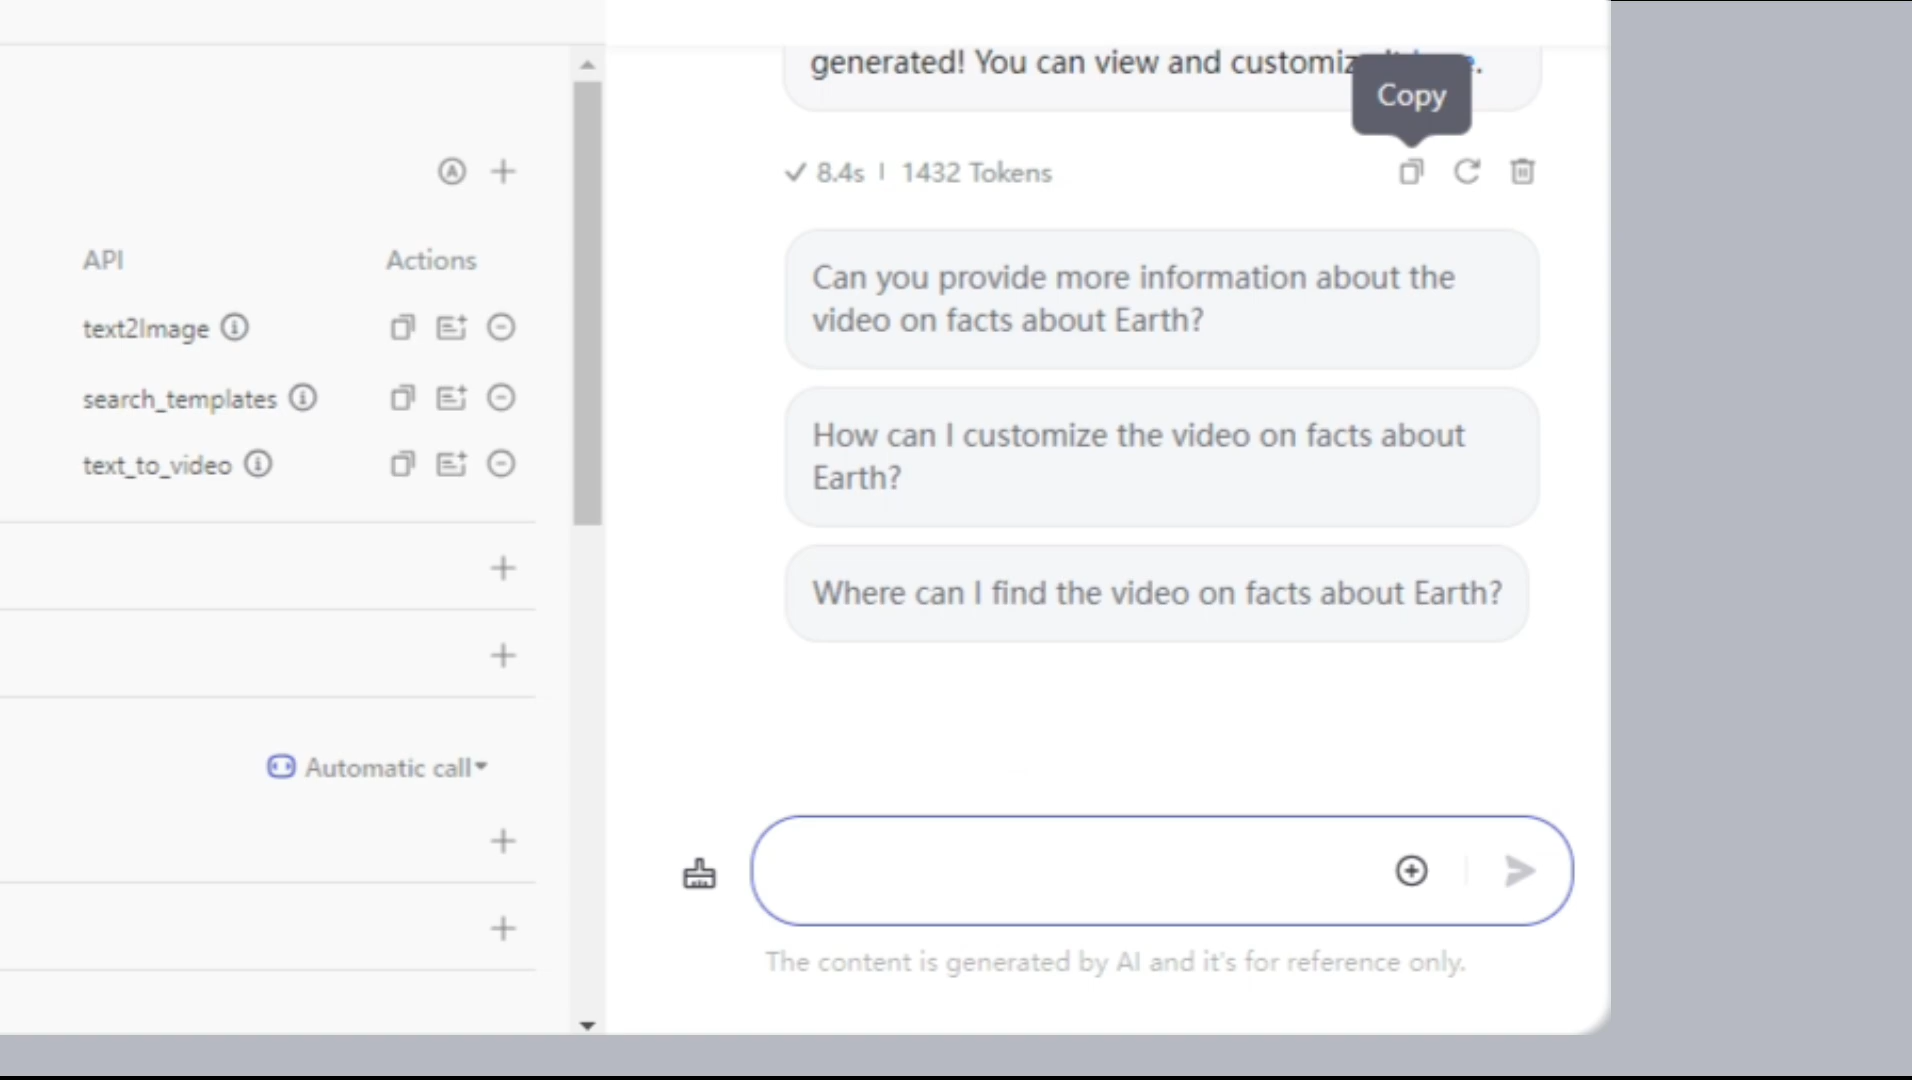 API Actions
text2Image
search_templates
text_to_video
Automatic call
generated! You can view and customize
Copy
8.4s | 1432 Tokens
Can you provide more information about the
video on facts about Earth?
How can I customize the video on facts about
Earth?
Where can I find the video on facts about Earth?
The content is generated by AI and it's for reference only.